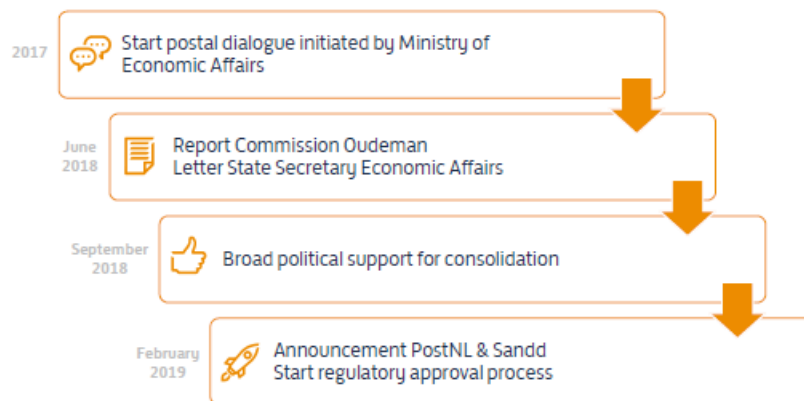 2017
Start postal dialogue initiated by Ministry of
Economic Affairs
June
2018
Report Commission Oudeman
Letter State Secretary Economic Affairs
September
2018
Broad political support for consolidation
February
2019
Announcement PostNL & Sandd
Start regulatory approval process